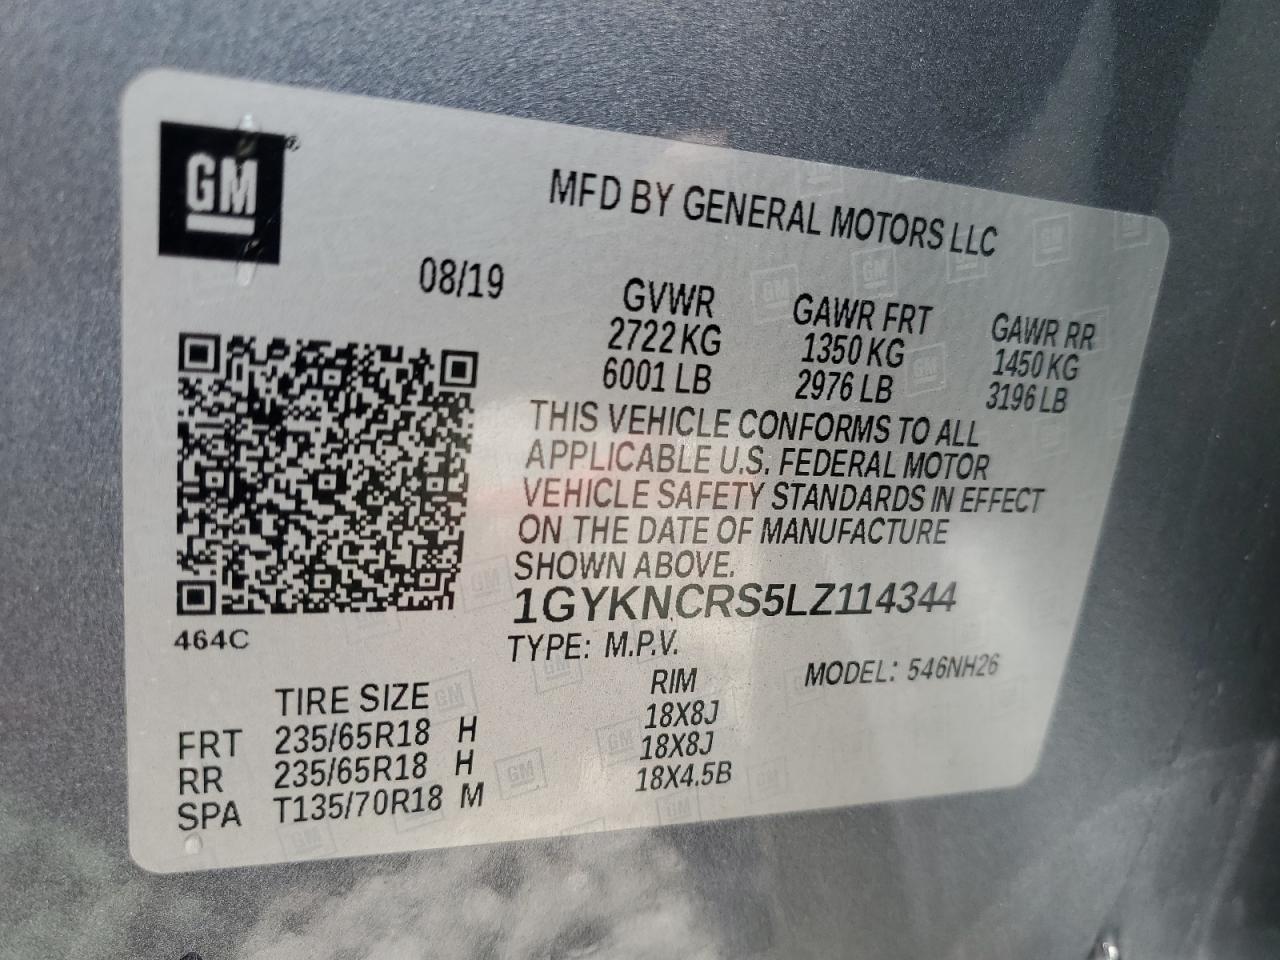 GM
MFD BY GENERAL MOTORS LLC
08/19
GVWR GAWR FRT GAWR RR
2722 KG 1350 KG 1450 KG
6001 LB 2976 LB 3196 LB
THIS VEHICLE CONFORMS TO ALL
APPLICABLE U.S. FEDERAL MOTOR
VEHICLE SAFETY STANDARDS IN EFFECT
ON THE DATE OF MANUFACTURE
SHOWN ABOVE.
1GYKNCRS5LZ114344
464C
TYPE: M.P.V. MODEL: 546NH26
TIRE SIZE RIM
FRT 235/65R18 H 18X8J
RR 235/65R18 H 18X8J
SPA T135/70R18 M 18X4.5B